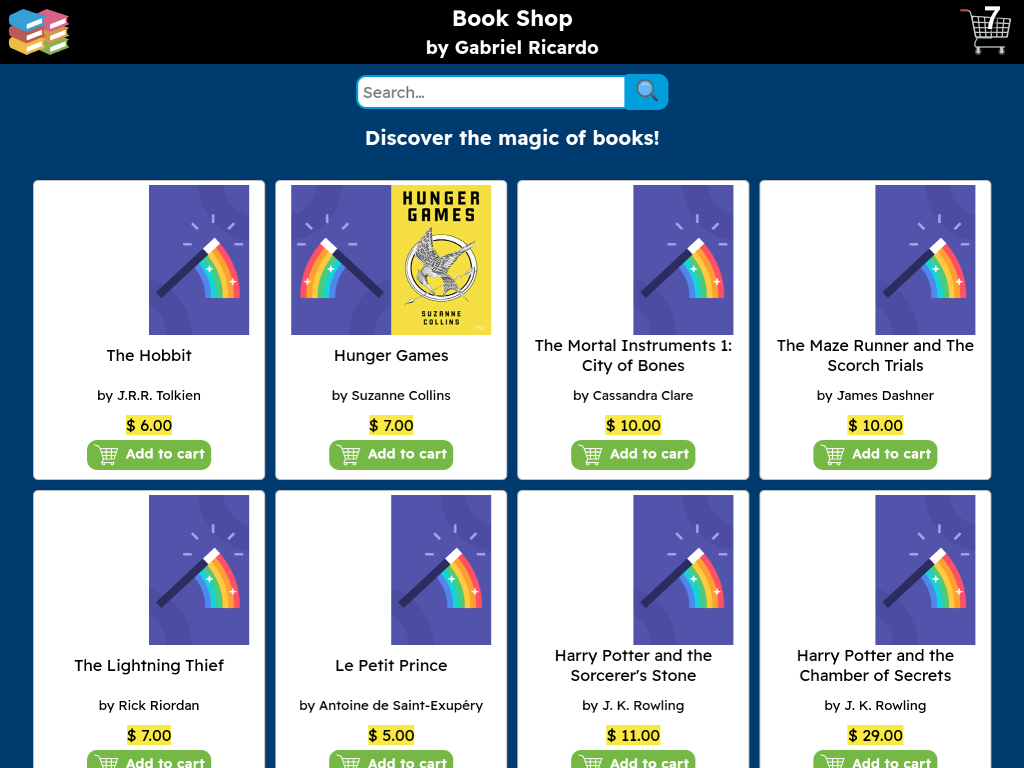 Book Shop
by Gabriel Ricardo
7
Search...
Discover the magic of books!
HUNGER
GAMES
SUZANNE
COLLINS
The Hobbit
by J.R.R. Tolkien
$ 6.00
Add to cart
Hunger Games
by Suzanne Collins
$ 7.00
Add to cart
The Mortal Instruments 1:
City of Bones
by Cassandra Clare
$ 10.00
Add to cart
The Maze Runner and The
Scorch Trials
by James Dashner
$ 10.00
Add to cart
The Lightning Thief
by Rick Riordan
$ 7.00
Add to cart
Le Petit Prince
by Antoine de Saint-Exupéry
$ 5.00
Add to cart
Harry Potter and the
Sorcerer's Stone
by J. K. Rowling
$ 11.00
Add to cart
Harry Potter and the
Chamber of Secrets
by J. K. Rowling
$ 29.00
Add to cart